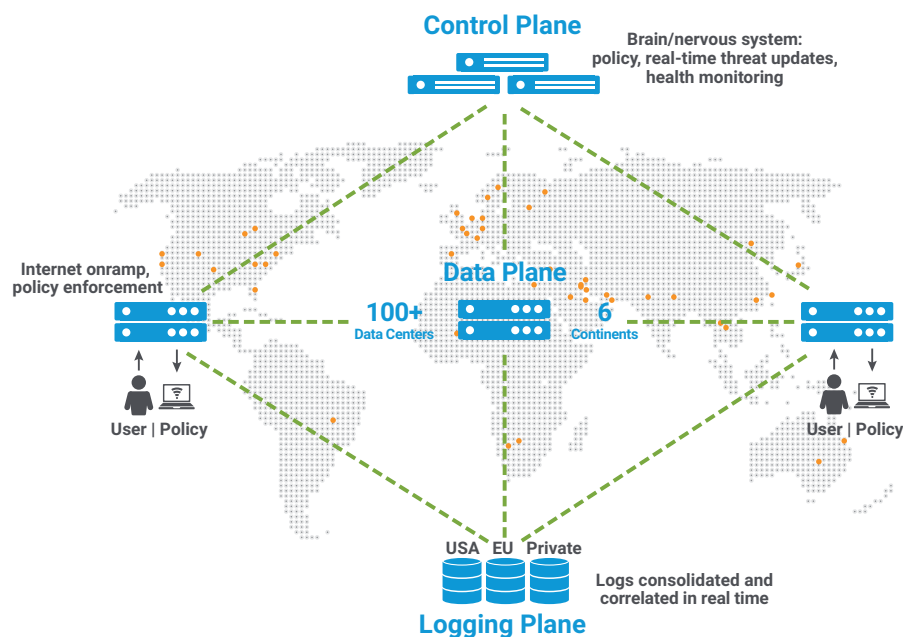 Control Plane
Brain/nervous system:
policy, real-time threat updates,
health monitoring
Internet onramp,
policy enforcement
Data Plane
100+
Data Centers
6
Continents
User | Policy
User | Policy
USA EU Private
Logs consolidated and
correlated in real time
Logging Plane